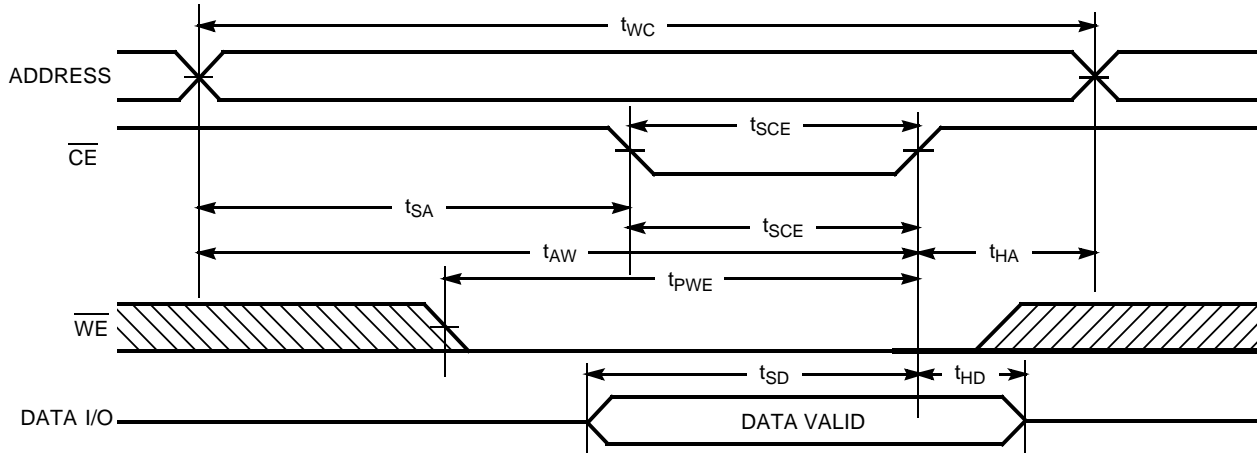 tWC
ADDRESS
tSCE
CE
tSA
tSCE
tAW
tHA
tPWE
WE
tSD
tHD
DATA I/O
DATA VALID